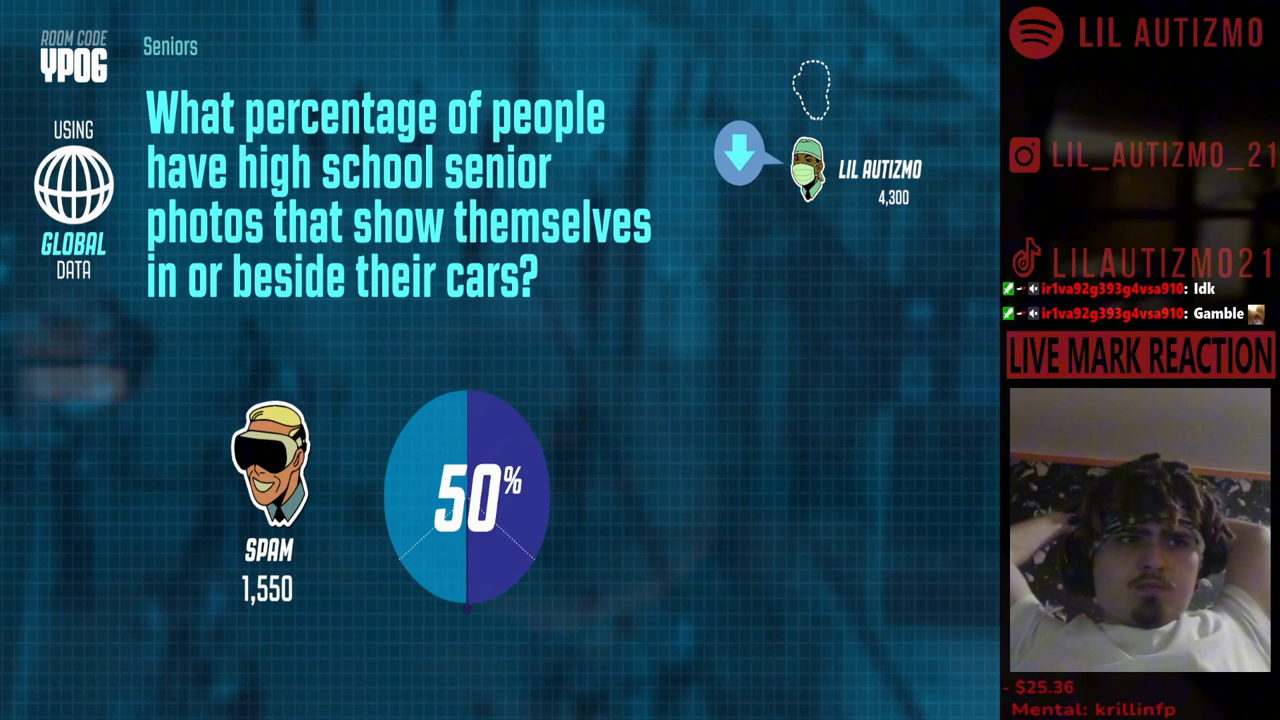 ROOM CODE
YPOG
Seniors
What percentage of people
have high school senior
photos that show themselves
in or beside their cars?
USING
GLOBAL
DATA
LIL AUTIZMO
4,300
SPAM
1,550
50%
LIL AUTIZMO
LIL_AUTIZMO_21
LILAUTIZMO21
ir1va92g393g4vsa910: Idk
ir1va92g393g4vsa910: Gamble
LIVE MARK REACTION
- $25.36
Mental: krillinfp